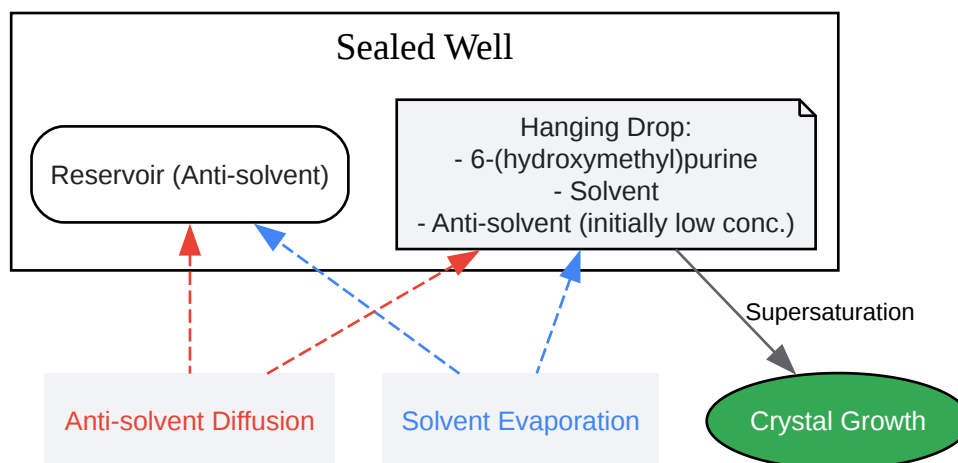 Sealed Well
Reservoir (Anti-solvent)
Hanging Drop:
- 6-(hydroxymethyl)purine
- Solvent
- Anti-solvent (initially low conc.)
Supersaturation
Anti-solvent Diffusion
Solvent Evaporation
Crystal Growth